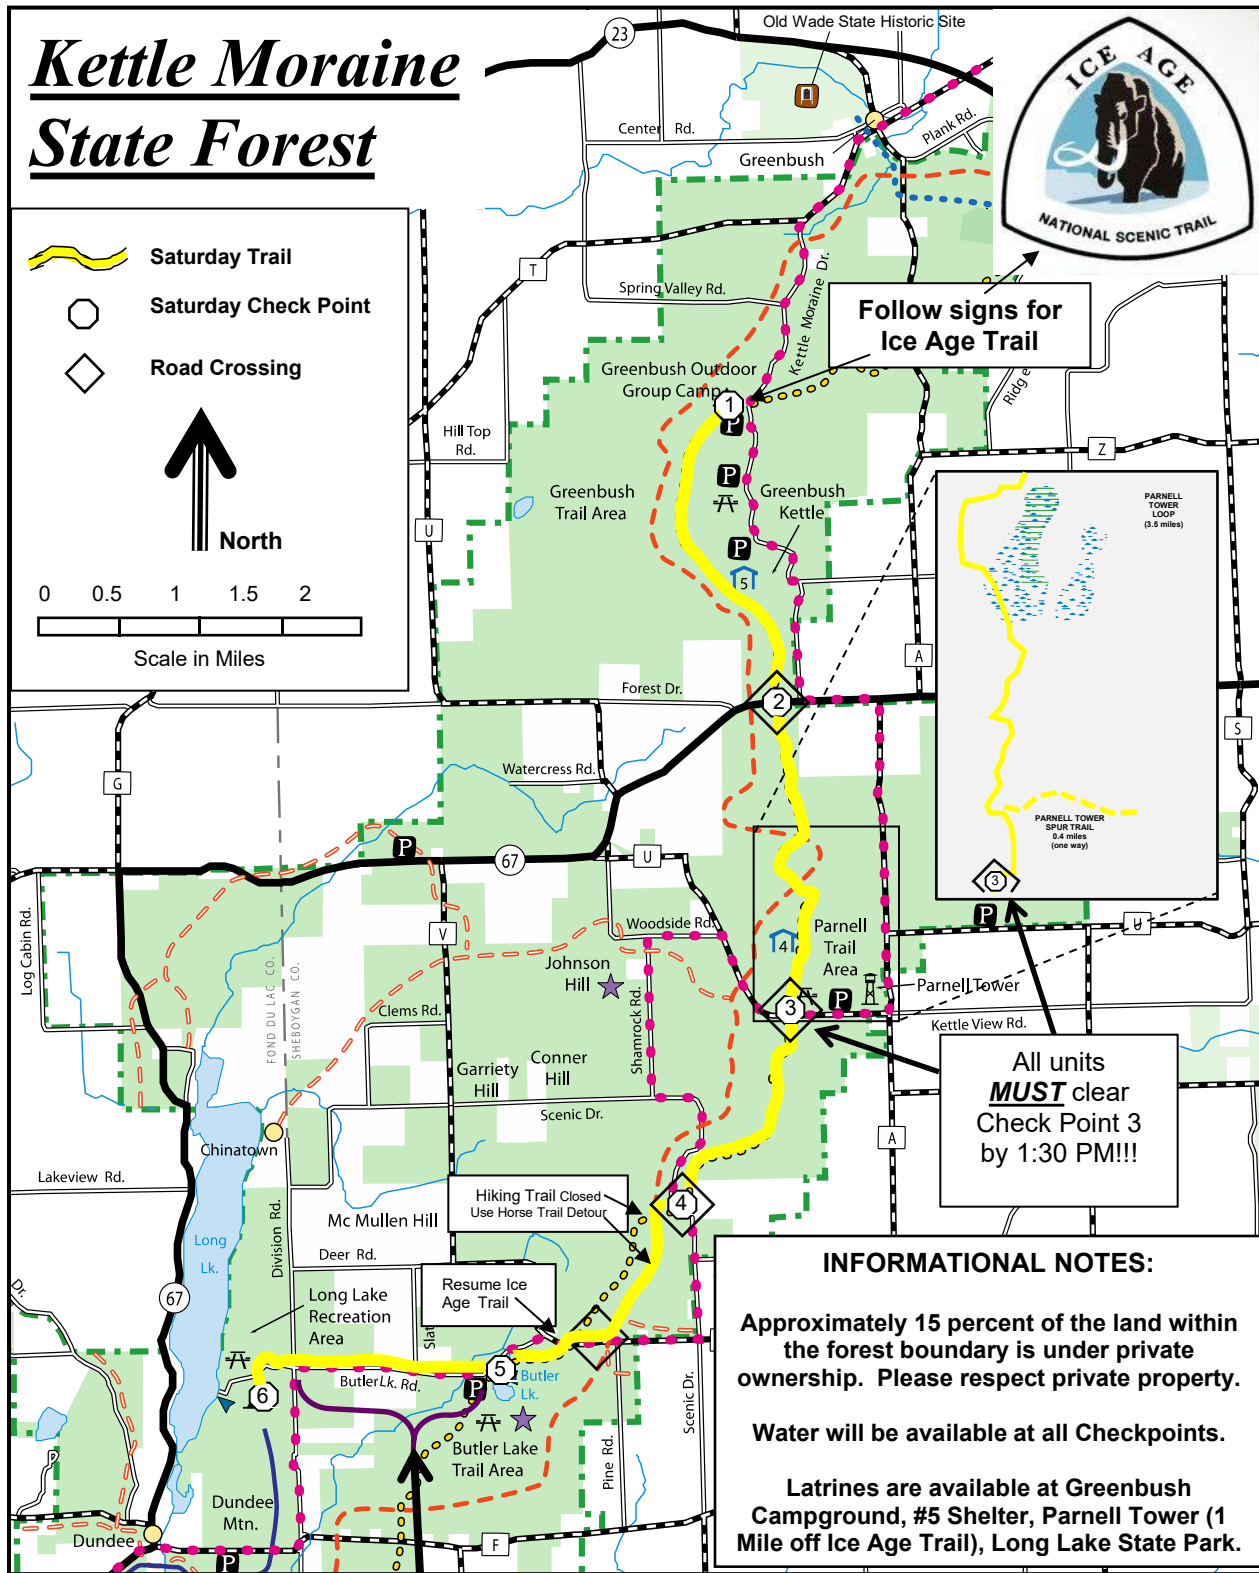 Kettle Moraine
State Forest
Old Wade State Historic Site
23
ICE AGE
NATIONAL SCENIC TRAIL
Center Rd.
Plank Rd.
Greenbush
Saturday Trail
Saturday Check Point
Road Crossing
North
0 0.5 1 1.5 2
Scale in Miles
T
Spring Valley Rd.
Kettle Moraine Dr.
Follow signs for
Ice Age Trail
Greenbush Outdoor
Group Camp
1
P
Hill Top
Rd.
Z
U
P
Greenbush
Trail Area
Greenbush
Kettle
P
5
A
PARNELL
TOWER
LOOP
(3.5 miles)
Forest Dr.
2
S
G
Watercress Rd.
PARNELL TOWER
SPUR TRAIL
0.4 miles
(one way)
3
P
67
U
P
Log Cabin Rd.
V
Woodside Rd.
U
4
Parnell
Trail
Area
Johnson
Hill
FOND DU LAC CO.
SHEBOYGAN CO.
Parnell Tower
3
P
Clems Rd.
Shamrock Rd.
Kettle View Rd.
Conner
Hill
Garriety
Hill
Scenic Dr.
All units
MUST clear
Check Point 3
by 1:30 PM!!!
A
Chinatown
Lakeview Rd.
Hiking Trail Closed
Use Horse Trail Detour
4
Mc Mullen Hill
Division Rd.
Long
Lk.
Deer Rd.
Dr.
67
Resume Ice
Age Trail
Long Lake
Recreation
Area
Butler Lk. Rd.
5
Butler
Lk.
6
P
Scenic Dr.
Pine Rd.
Butler Lake
Trail Area
Dundee
Mtn.
Dundee
P
F
INFORMATIONAL NOTES:
Approximately 15 percent of the land within
the forest boundary is under private
ownership. Please respect private property.
Water will be available at all Checkpoints.
Latrines are available at Greenbush
Campground, #5 Shelter, Parnell Tower (1
Mile off Ice Age Trail), Long Lake State Park.